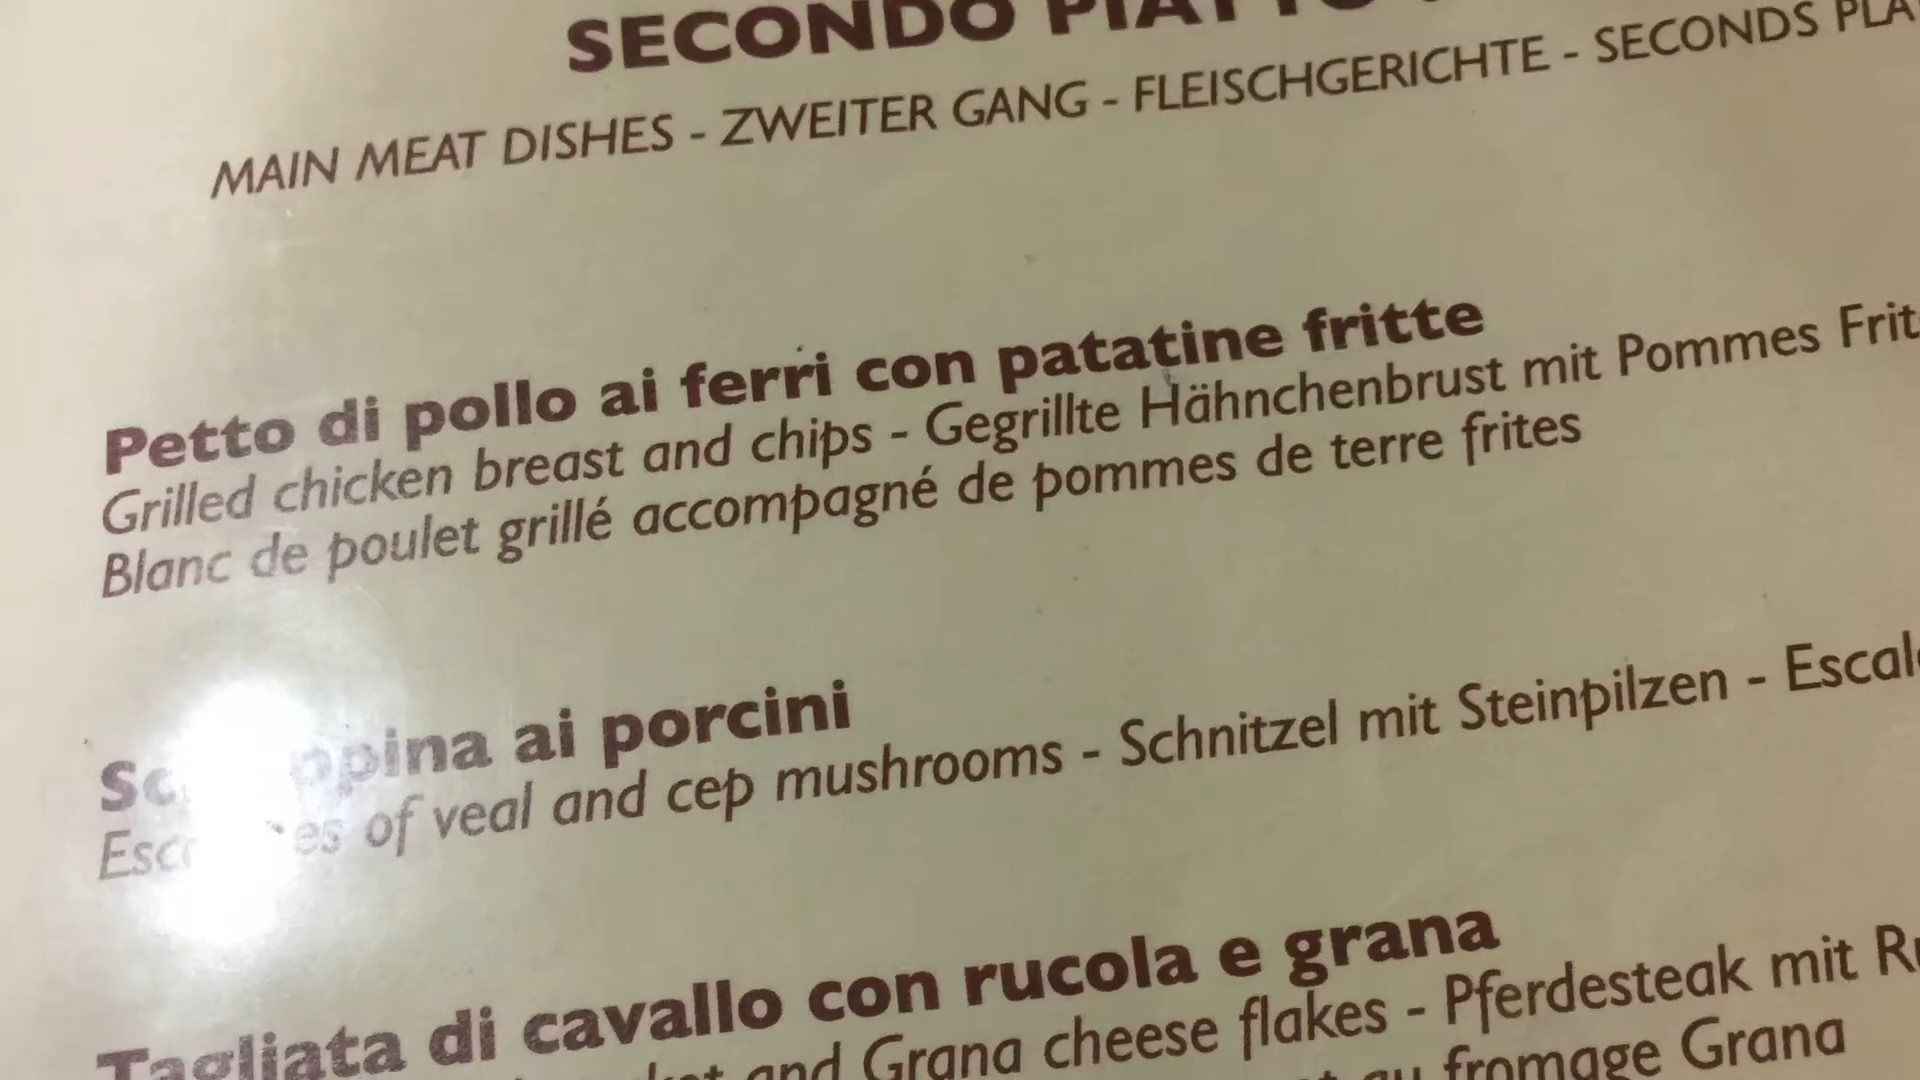 SECONDO PIATTO
MAIN MEAT DISHES - ZWEITER GANG - FLEISCHGERICHTE - SECONDS
Petto di pollo ai ferri con patatine fritte
Grilled chicken breast and chips - Gegrillte Hähnchenbrust mit Pommes
Blanc de poulet grillé accompagné de pommes de terre frites
ai porcini
of veal and cep mushrooms - Schnitzel mit Steinpilzen -
Tagliata di cavallo con rucola e grana
and Grana cheese flakes - Pferdesteak mit
au fromage Grana